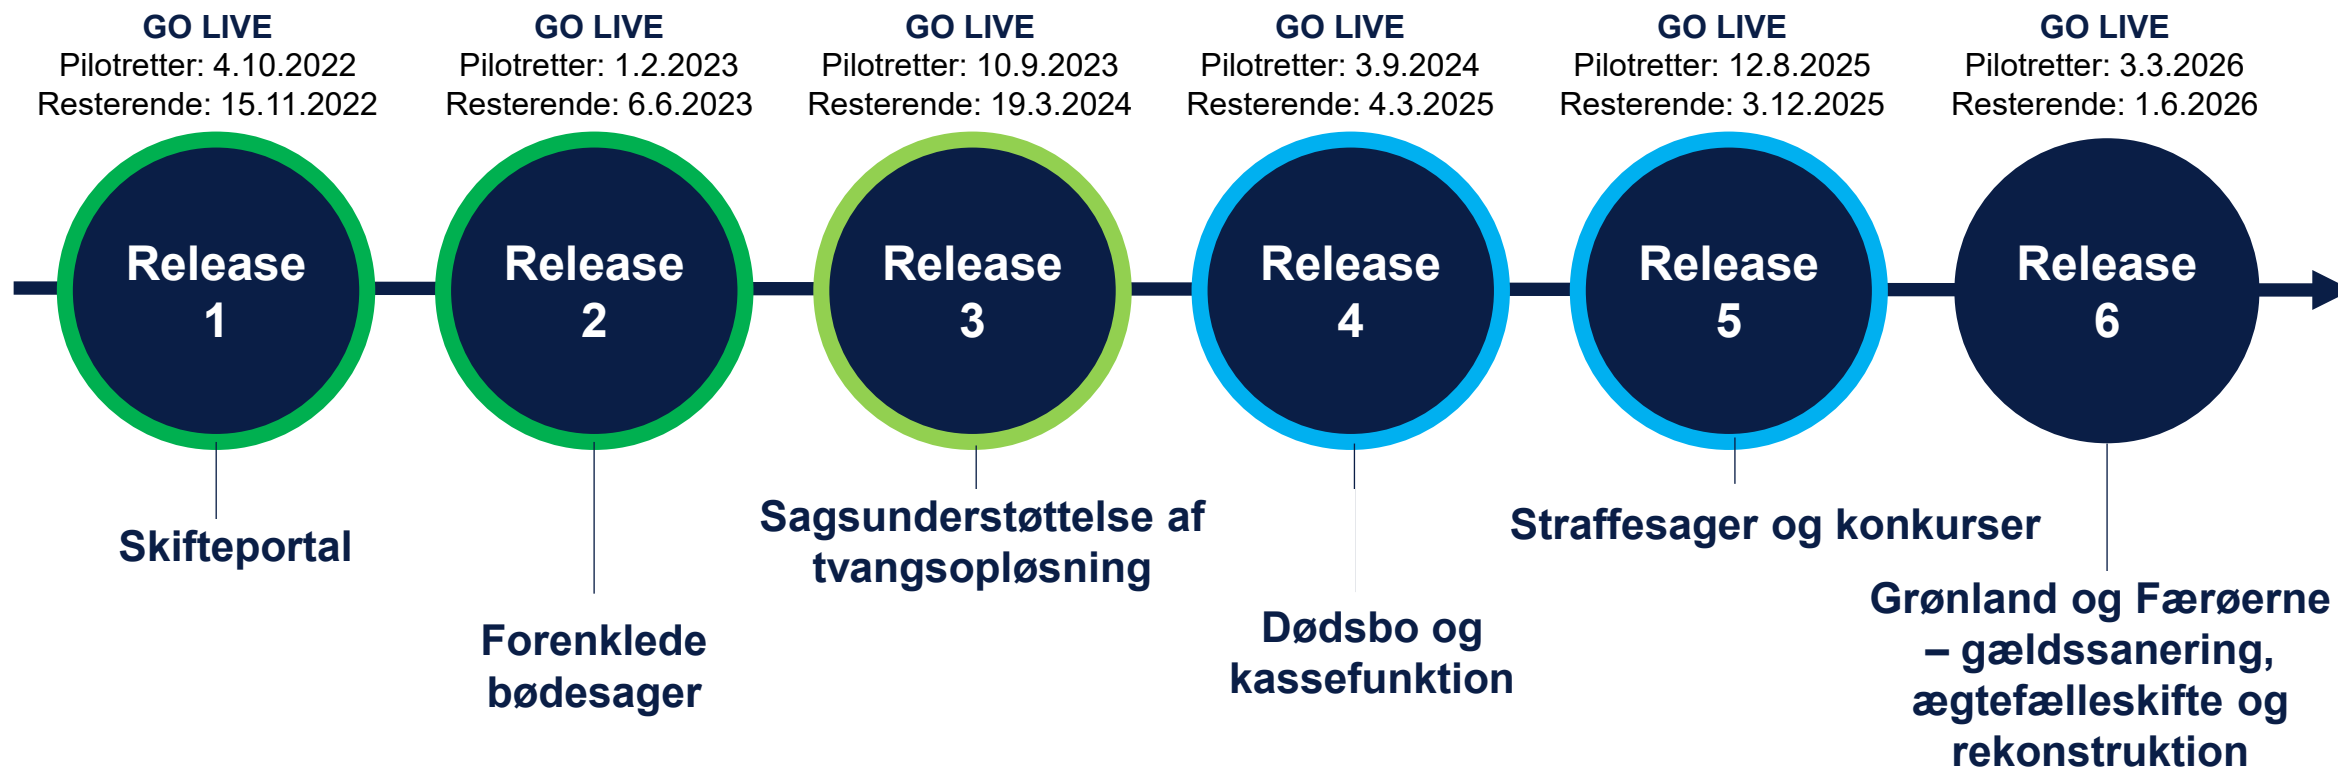 GO LIVE
Pilotretter: 4.10.2022
Resterende: 15.11.2022
GO LIVE
Pilotretter: 1.2.2023
Resterende: 6.6.2023
GO LIVE
Pilotretter: 10.9.2023
Resterende: 19.3.2024
GO LIVE
Pilotretter: 3.9.2024
Resterende: 4.3.2025
GO LIVE
Pilotretter: 12.8.2025
Resterende: 3.12.2025
GO LIVE
Pilotretter: 3.3.2026
Resterende: 1.6.2026
Release
1
Release
2
Release
3
Release
4
Release
5
Release
6
Skifteportal
Forenklede
bødesager
Sagsunderstøttelse af
tvangsopløsning
Dødsbo og
kassefunktion
Straffesager og konkurser
Grønland og Færøerne
– gældssanering,
ægtefælleskifte og
rekonstruktion